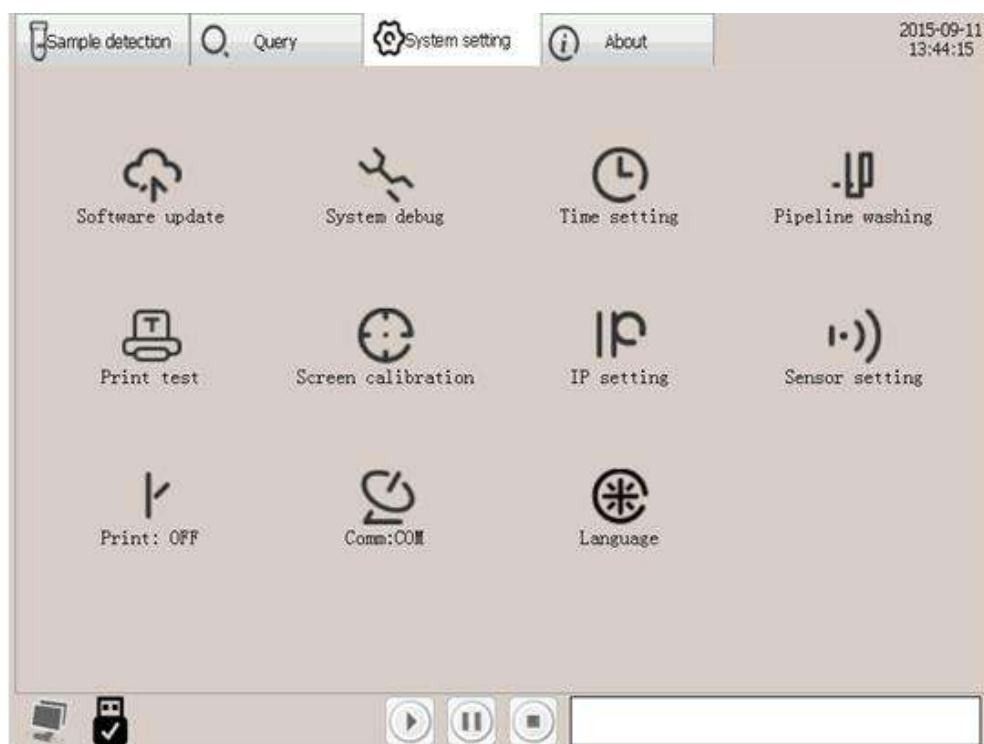 Sample detection Query System setting About 2015-09-11
13:44:15
Software update System debug Time setting Pipeline washing
Print test Screen calibration IP setting Sensor setting
Print: OFF Comm:COM Language